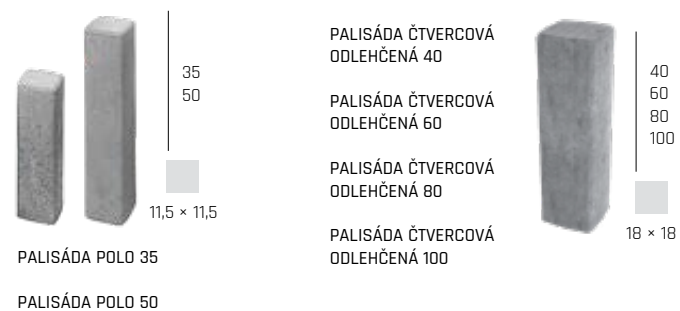 35
50
11,5 × 11,5
PALISÁDA POLO 35
PALISÁDA POLO 50
PALISÁDA ČTVERCOVÁ
ODLEHČENÁ 40
PALISÁDA ČTVERCOVÁ
ODLEHČENÁ 60
PALISÁDA ČTVERCOVÁ
ODLEHČENÁ 80
PALISÁDA ČTVERCOVÁ
ODLEHČENÁ 100
40
60
80
100
18 × 18